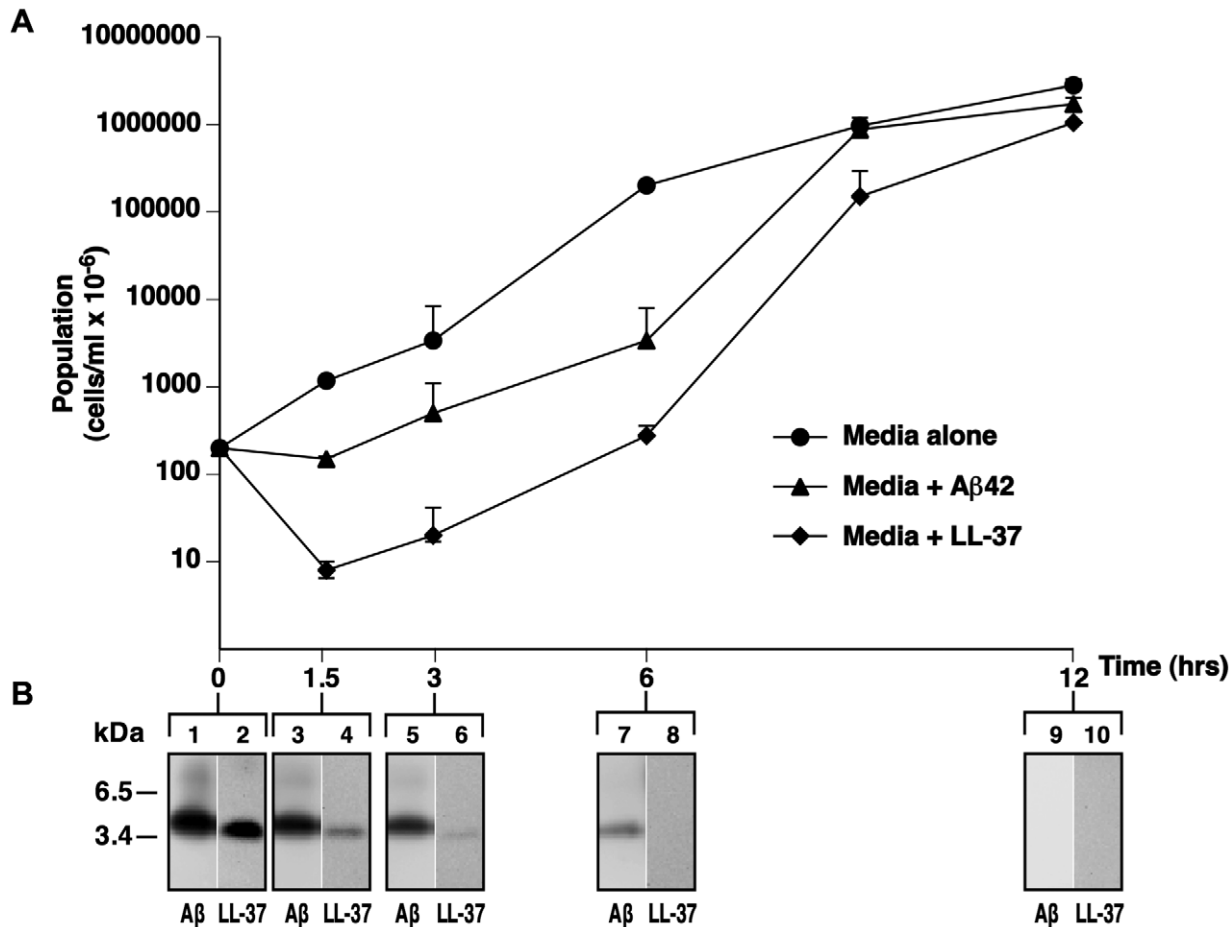 A
Population
(cells/ml x 10⁻⁶)
10000000
1000000
100000
10000
1000
100
10
Media alone
Media + Aβ42
Media + LL-37
0 1.5 3 6 12 Time (hrs)
B
kDa 1 2 3 4 5 6 7 8 9 10
6.5
3.4
Aβ LL-37 Aβ LL-37 Aβ LL-37 Aβ LL-37 Aβ LL-37